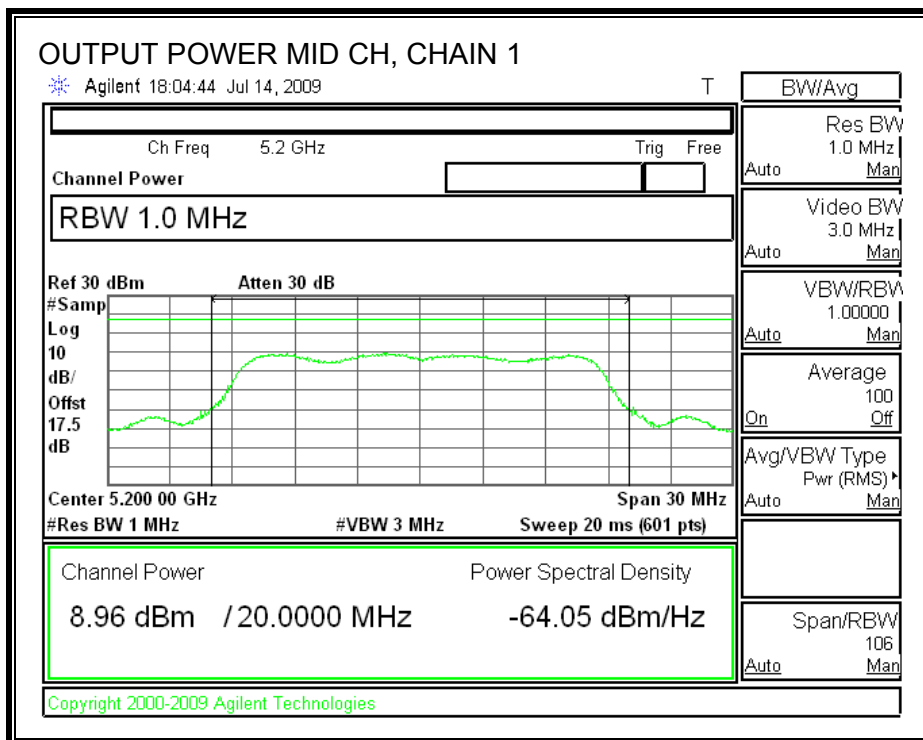 OUTPUT POWER MID CH, CHAIN 1
Agilent 18:04:44 Jul 14, 2009 T
Ch Freq 5.2 GHz Trig Free
Channel Power
RBW 1.0 MHz
Ref 30 dBm Atten 30 dB
#Samp
Log
10
dB/
Offst
17.5
dB
Center 5.200 00 GHz Span 30 MHz
#Res BW 1 MHz #VBW 3 MHz Sweep 20 ms (601 pts)
Channel Power Power Spectral Density
8.96 dBm / 20.0000 MHz -64.05 dBm/Hz
Copyright 2000-2009 Agilent Technologies
BW/Avg
Res BW
1.0 MHz
Auto Man
Video BW
3.0 MHz
Auto Man
VBW/RBW
1.00000
Auto Man
Average
100
On Off
Avg/VBW Type
Pwr (RMS)
Auto Man
Span/RBW
106
Auto Man